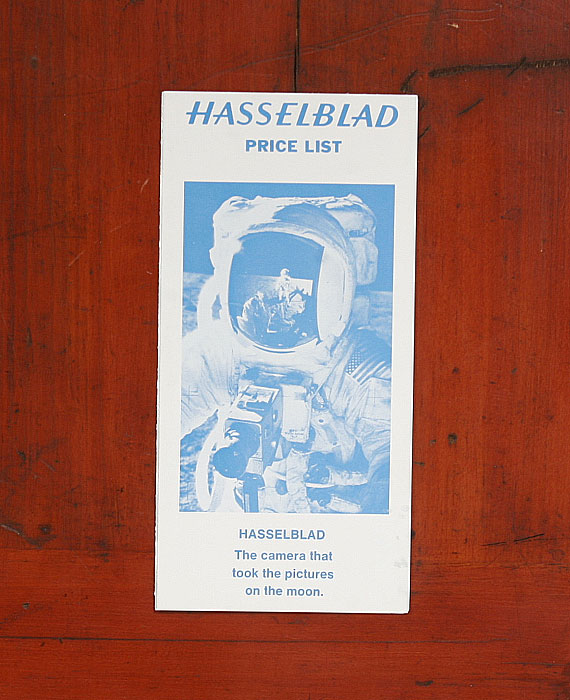 HASSELBLAD
PRICE LIST
HASSELBLAD
The camera that
took the pictures
on the moon.